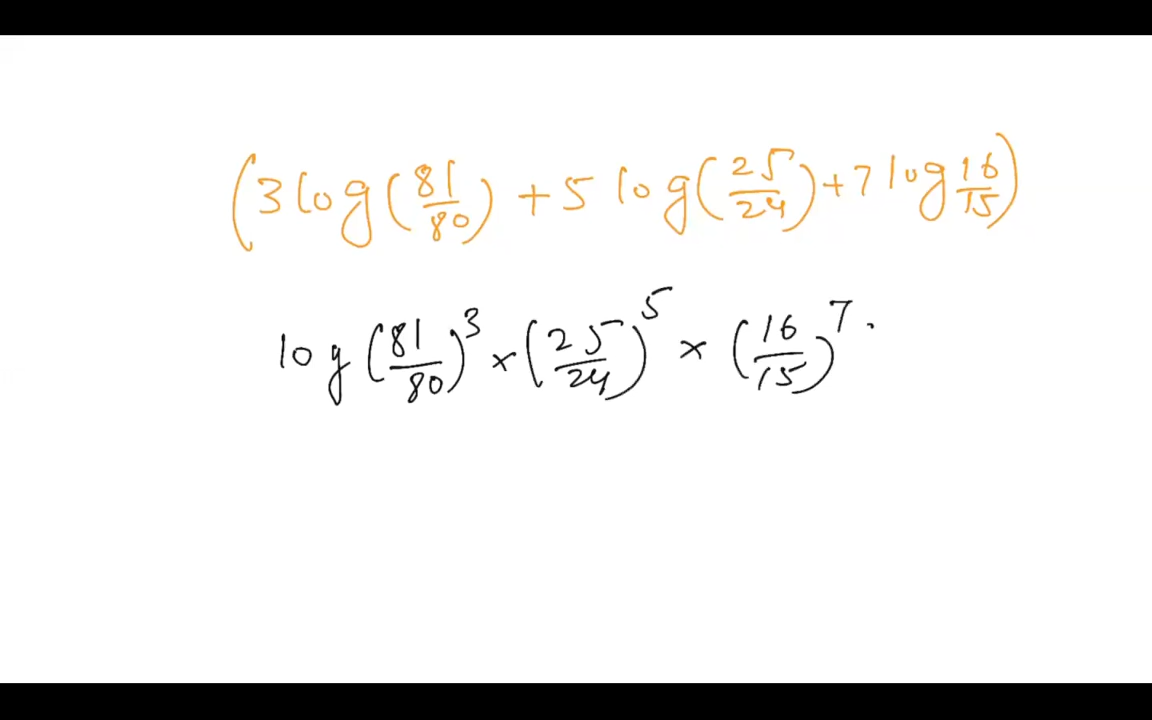 (3 log(81/80) + 5 log(25/24) + 7 log 16/15)
log (81/80)^3 × (25/24)^5 × (16/15)^7 .